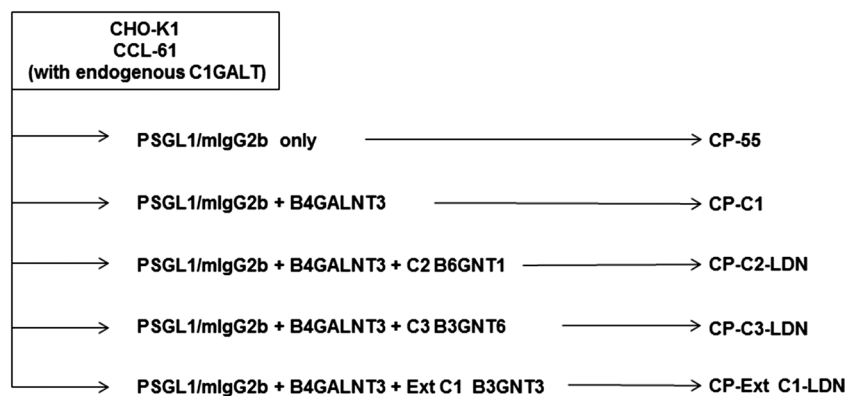 CHO-K1
CCL-61
(with endogenous C1GALT)
PSGL1/mIgG2b only CP-55
PSGL1/mIgG2b + B4GALNT3 CP-C1
PSGL1/mIgG2b + B4GALNT3 + C2 B6GNT1 CP-C2-LDN
PSGL1/mIgG2b + B4GALNT3 + C3 B3GNT6 CP-C3-LDN
PSGL1/mIgG2b + B4GALNT3 + Ext C1 B3GNT3 CP-Ext C1-LDN